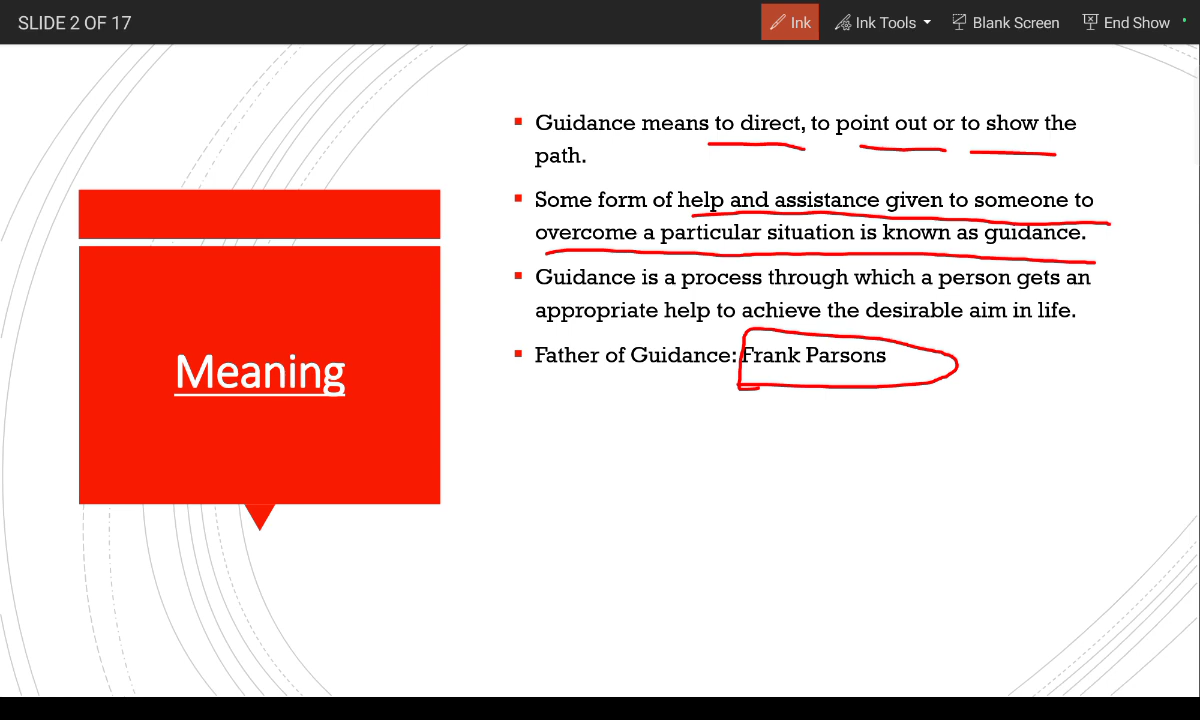 SLIDE 2 OF 17
Ink
Ink Tools
Blank Screen
End Show
Meaning
Guidance means to direct, to point out or to show the
path.
Some form of help and assistance given to someone to
overcome a particular situation is known as guidance.
Guidance is a process through which a person gets an
appropriate help to achieve the desirable aim in life.
Father of Guidance: Frank Parsons